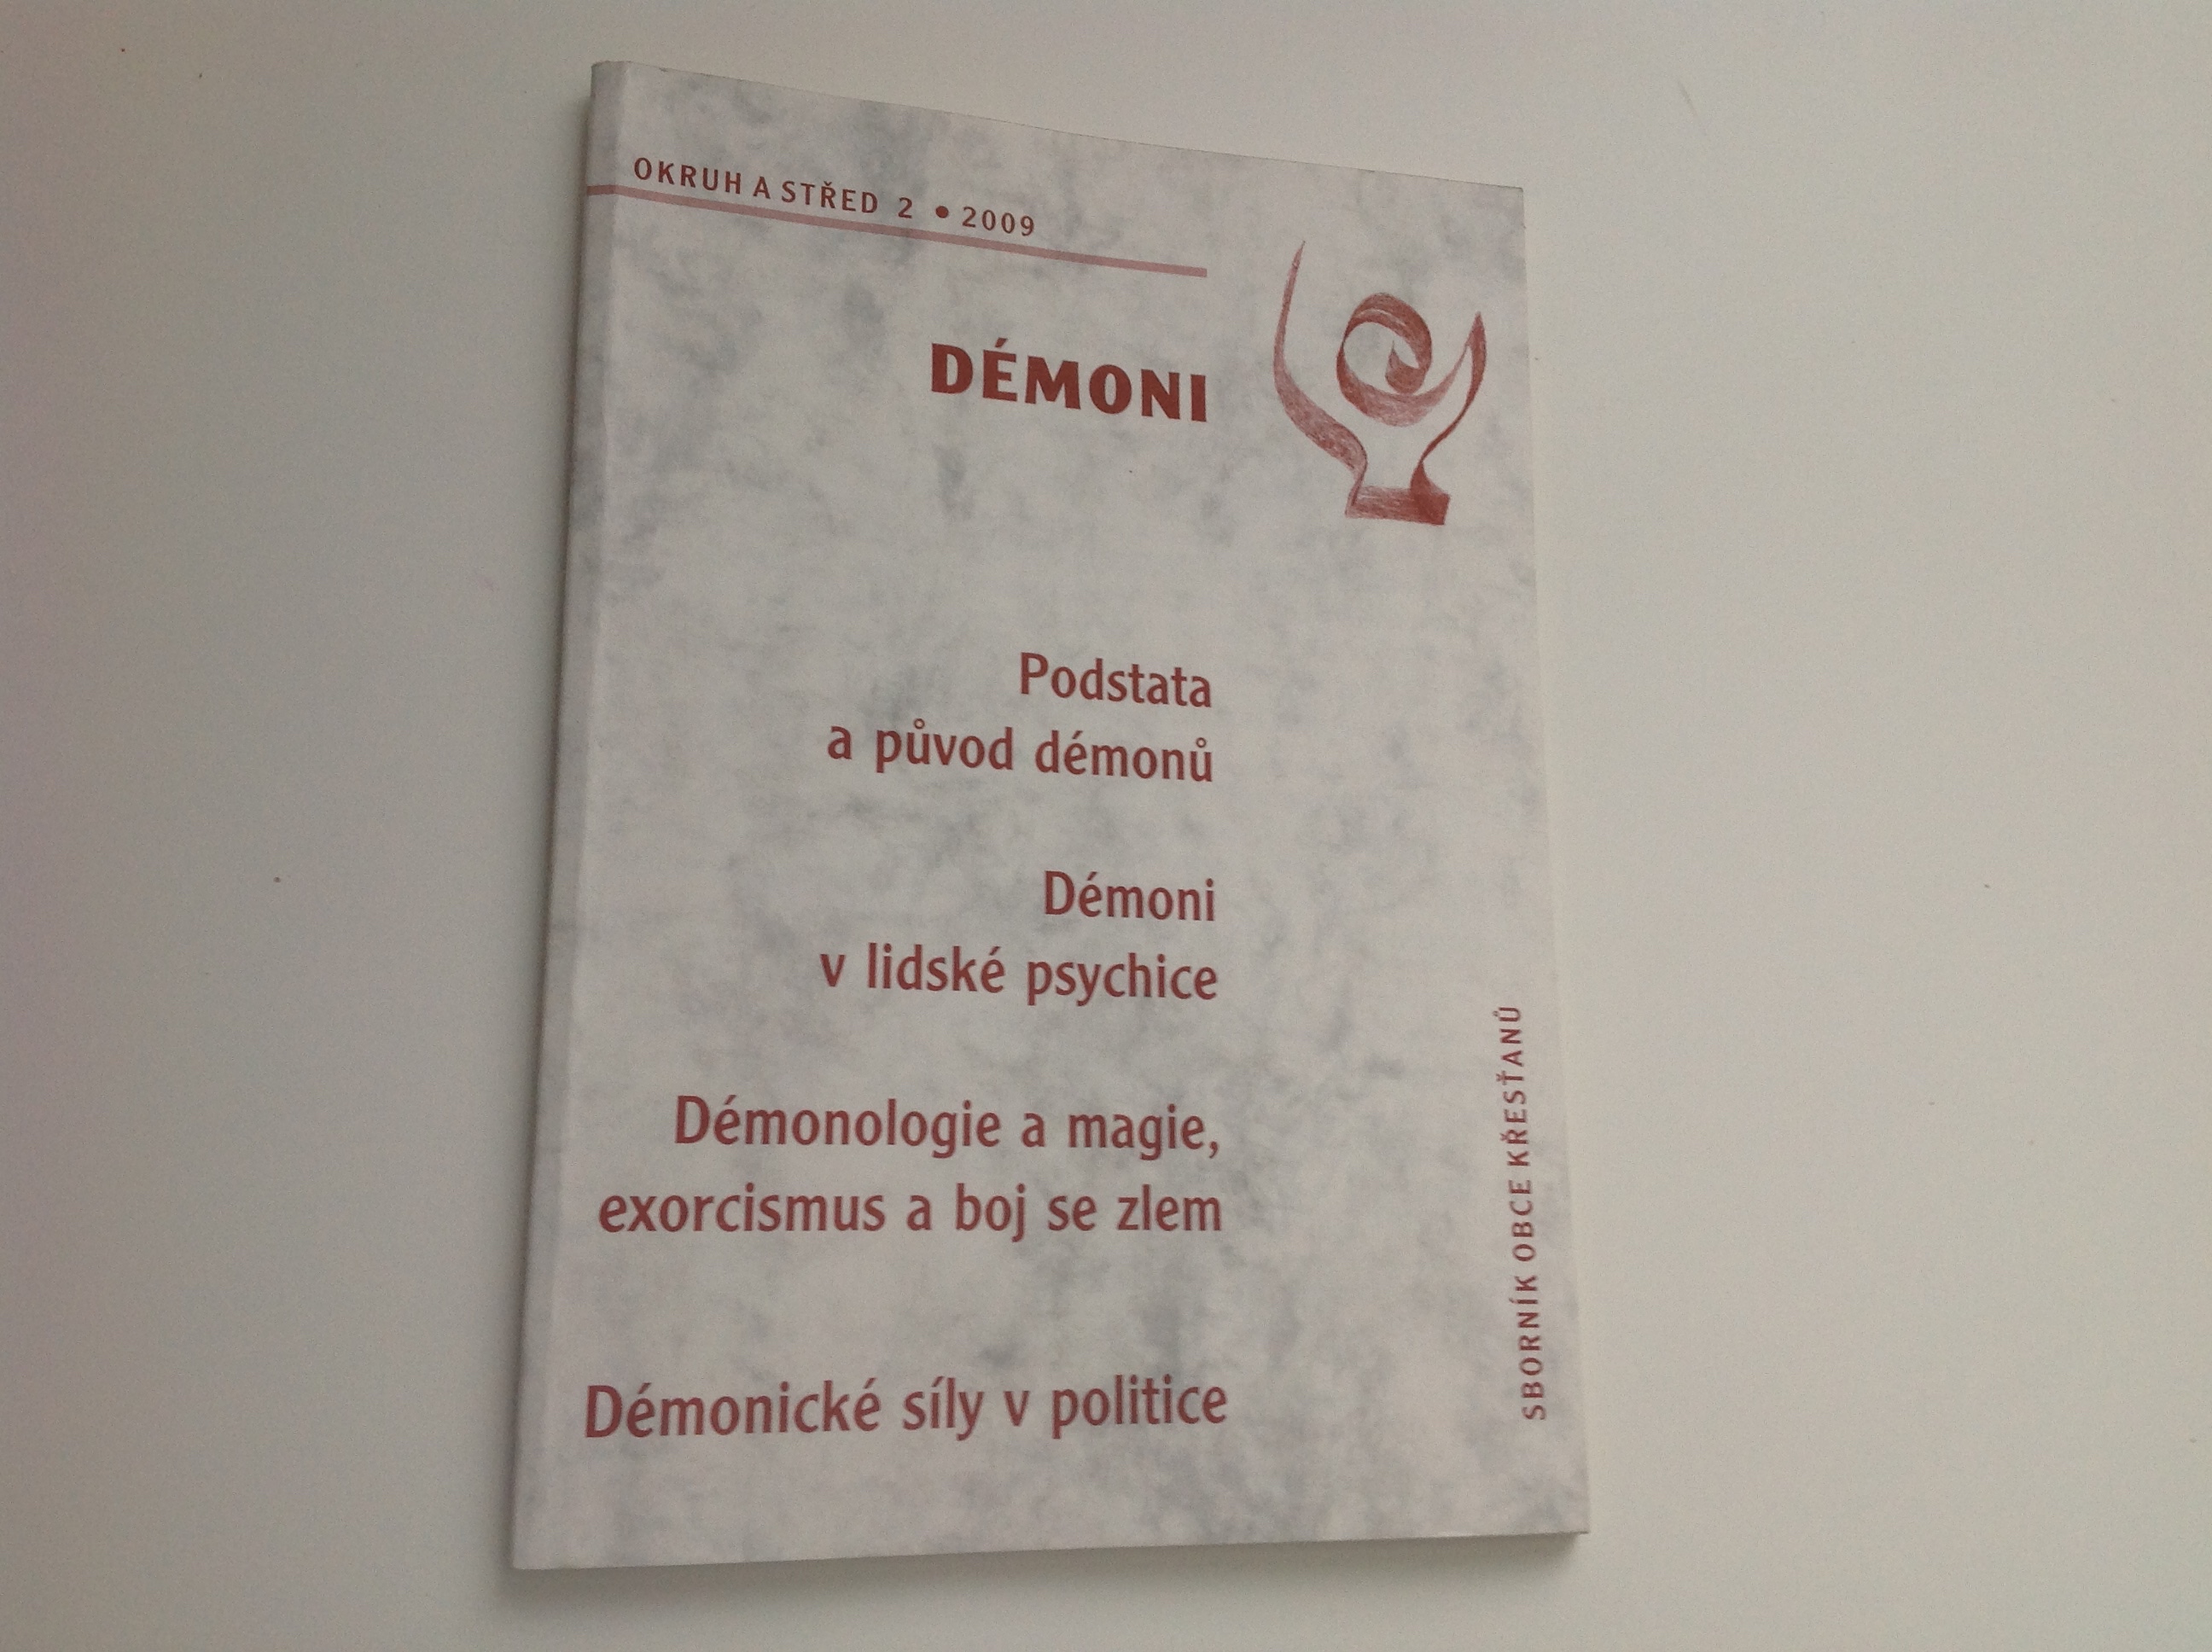 OKRUH A STŘED 2 • 2009
DÉMONI
Podstata
a původ démonů
Démoni
v lidské psychice
Démonologie a magie,
exorcismus a boj se zlem
Démonické síly v politice
SBORNÍK OBCE KŘESŤANŮ